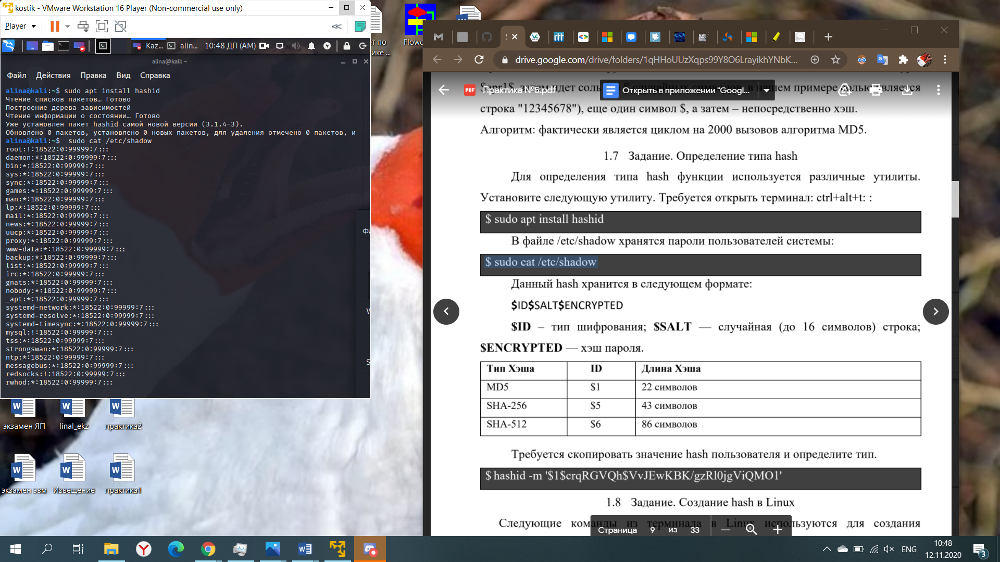 kostik - VMware Workstation 16 Player (Non-commercial use only)
Player
Kaz...
alin...
10:48 ДП (AM)
alina@kali: ~
Файл Действия Правка Вид Справка
alina@kali:~$ sudo apt install hashid
Чтение списков пакетов… Готово
Построение дерева зависимостей
Чтение информации о состоянии… Готово
Уже установлен пакет hashid самой новой версии (3.1.4-3).
Обновлено 0 пакетов, установлено 0 новых пакетов, для удаления отмечено 0 пакетов, и
alina@kali:~$  sudo cat /etc/shadow
root:!:18522:0:99999:7:::
daemon:*:18522:0:99999:7:::
bin:*:18522:0:99999:7:::
sys:*:18522:0:99999:7:::
sync:*:18522:0:99999:7:::
games:*:18522:0:99999:7:::
man:*:18522:0:99999:7:::
lp:*:18522:0:99999:7:::
mail:*:18522:0:99999:7:::
news:*:18522:0:99999:7:::
uucp:*:18522:0:99999:7:::
proxy:*:18522:0:99999:7:::
www-data:*:18522:0:99999:7:::
backup:*:18522:0:99999:7:::
list:*:18522:0:99999:7:::
irc:*:18522:0:99999:7:::
gnats:*:18522:0:99999:7:::
nobody:*:18522:0:99999:7:::
_apt:*:18522:0:99999:7:::
systemd-network:*:18522:0:99999:7:::
systemd-resolve:*:18522:0:99999:7:::
systemd-timesync:*:18522:0:99999:7:::
mysql:!:18522:0:99999:7:::
tss:*:18522:0:99999:7:::
strongswan:*:18522:0:99999:7:::
ntp:*:18522:0:99999:7:::
messagebus:*:18522:0:99999:7:::
redsocks:!:18522:0:99999:7:::
rwhod:*:18522:0:99999:7:::
экзамен ЯП
linal_ekz
практика2
экзамен эвм
Извещение
практика1
drive.google.com/drive/folders/1qHHoUUzXqps99Y8O6LrayikhYNbK...
PDF Практика №5.pdf
Открыть в приложении "Googl...
строка "12345678"), еще один символ $, а затем – непосредственно хэш.
Алгоритм: фактически является циклом на 2000 вызовов алгоритма MD5.
1.7 Задание. Определение типа hash
Для определения типа hash функции используется различные утилиты.
Установите следующую утилиту. Требуется открыть терминал: ctrl+alt+t: :
$ sudo apt install hashid
В файле /etc/shadow хранятся пароли пользователей системы:
$ sudo cat /etc/shadow
Данный hash хранится в следующем формате:
$ID$SALT$ENCRYPTED
$ID – тип шифрования; $SALT — случайная (до 16 символов) строка;
$ENCRYPTED — хэш пароля.
Тип Хэша ID Длина Хэша
MD5 $1 22 символов
SHA-256 $5 43 символов
SHA-512 $6 86 символов
Требуется скопировать значение hash пользователя и определите тип.
$ hashid -m '$1$crqRGVQh$VvJEwKBK/gzRl0jgViQMO1'
1.8 Задание. Создание hash в Linux
Следующие команды из терминала в Linux используются для создания
Страница 9 из 33
ENG
10:48
12.11.2020
3